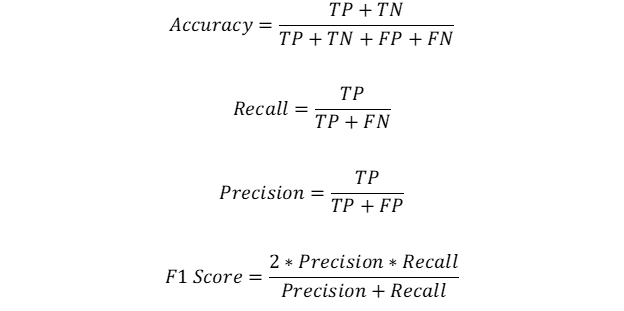 Accuracy = TP + TN / TP + TN + FP + FN
Recall = TP / TP + FN
Precision = TP / TP + FP
F1 Score = 2 * Precision * Recall / Precision + Recall